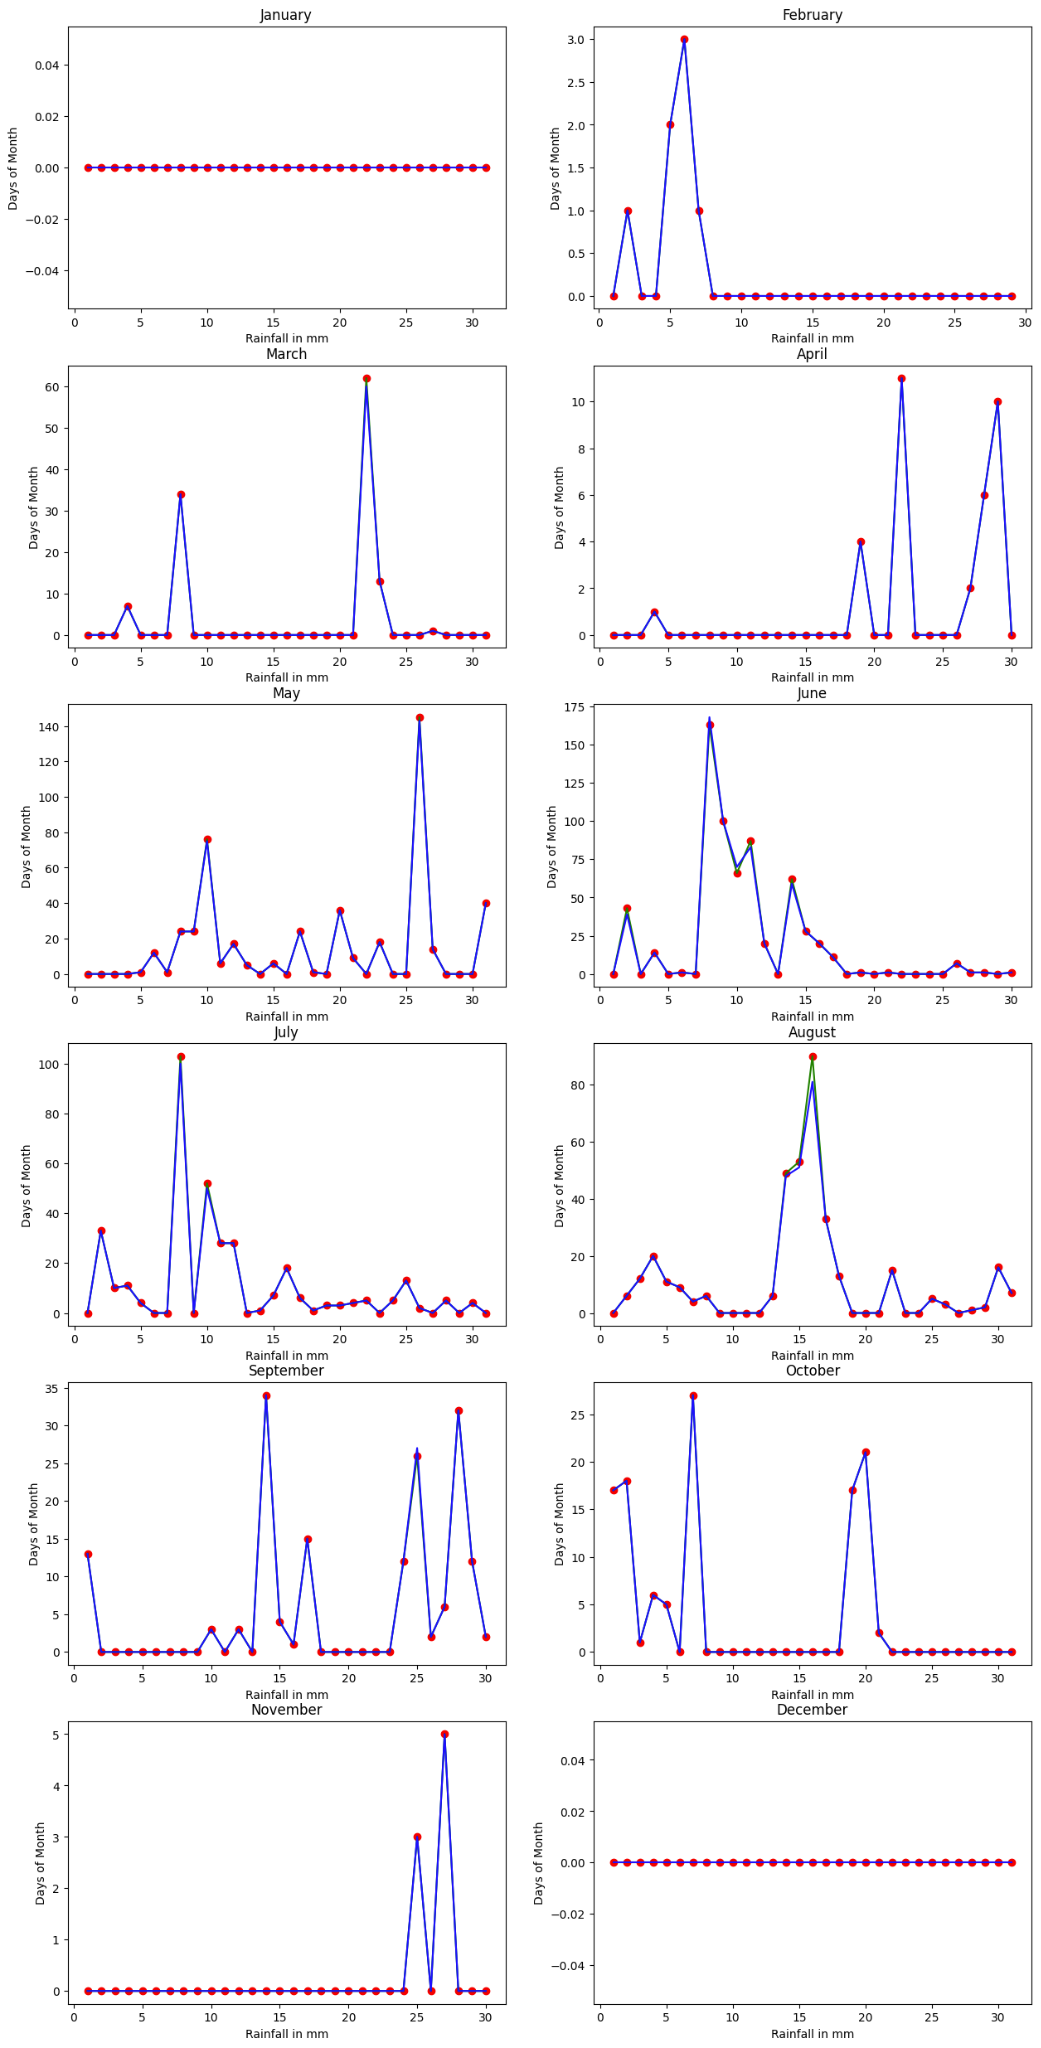 January
0.04
0.02
0.00
−0.02
−0.04
Days of Month
0 5 10 15 20 25 30
Rainfall in mm
February
3.0
2.5
2.0
1.5
1.0
0.5
0.0
Days of Month
0 5 10 15 20 25 30
Rainfall in mm
March
60
50
40
30
20
10
0
Days of Month
0 5 10 15 20 25 30
Rainfall in mm
April
10
8
6
4
2
0
Days of Month
0 5 10 15 20 25 30
Rainfall in mm
May
140
120
100
80
60
40
20
0
Days of Month
0 5 10 15 20 25 30
Rainfall in mm
June
175
150
125
100
75
50
25
0
Days of Month
0 5 10 15 20 25 30
Rainfall in mm
July
100
80
60
40
20
0
Days of Month
0 5 10 15 20 25 30
Rainfall in mm
August
80
60
40
20
0
Days of Month
0 5 10 15 20 25 30
Rainfall in mm
September
35
30
25
20
15
10
5
0
Days of Month
0 5 10 15 20 25 30
Rainfall in mm
October
25
20
15
10
5
0
Days of Month
0 5 10 15 20 25 30
Rainfall in mm
November
5
4
3
2
1
0
Days of Month
0 5 10 15 20 25 30
Rainfall in mm
December
0.04
0.02
0.00
−0.02
−0.04
Days of Month
0 5 10 15 20 25 30
Rainfall in mm